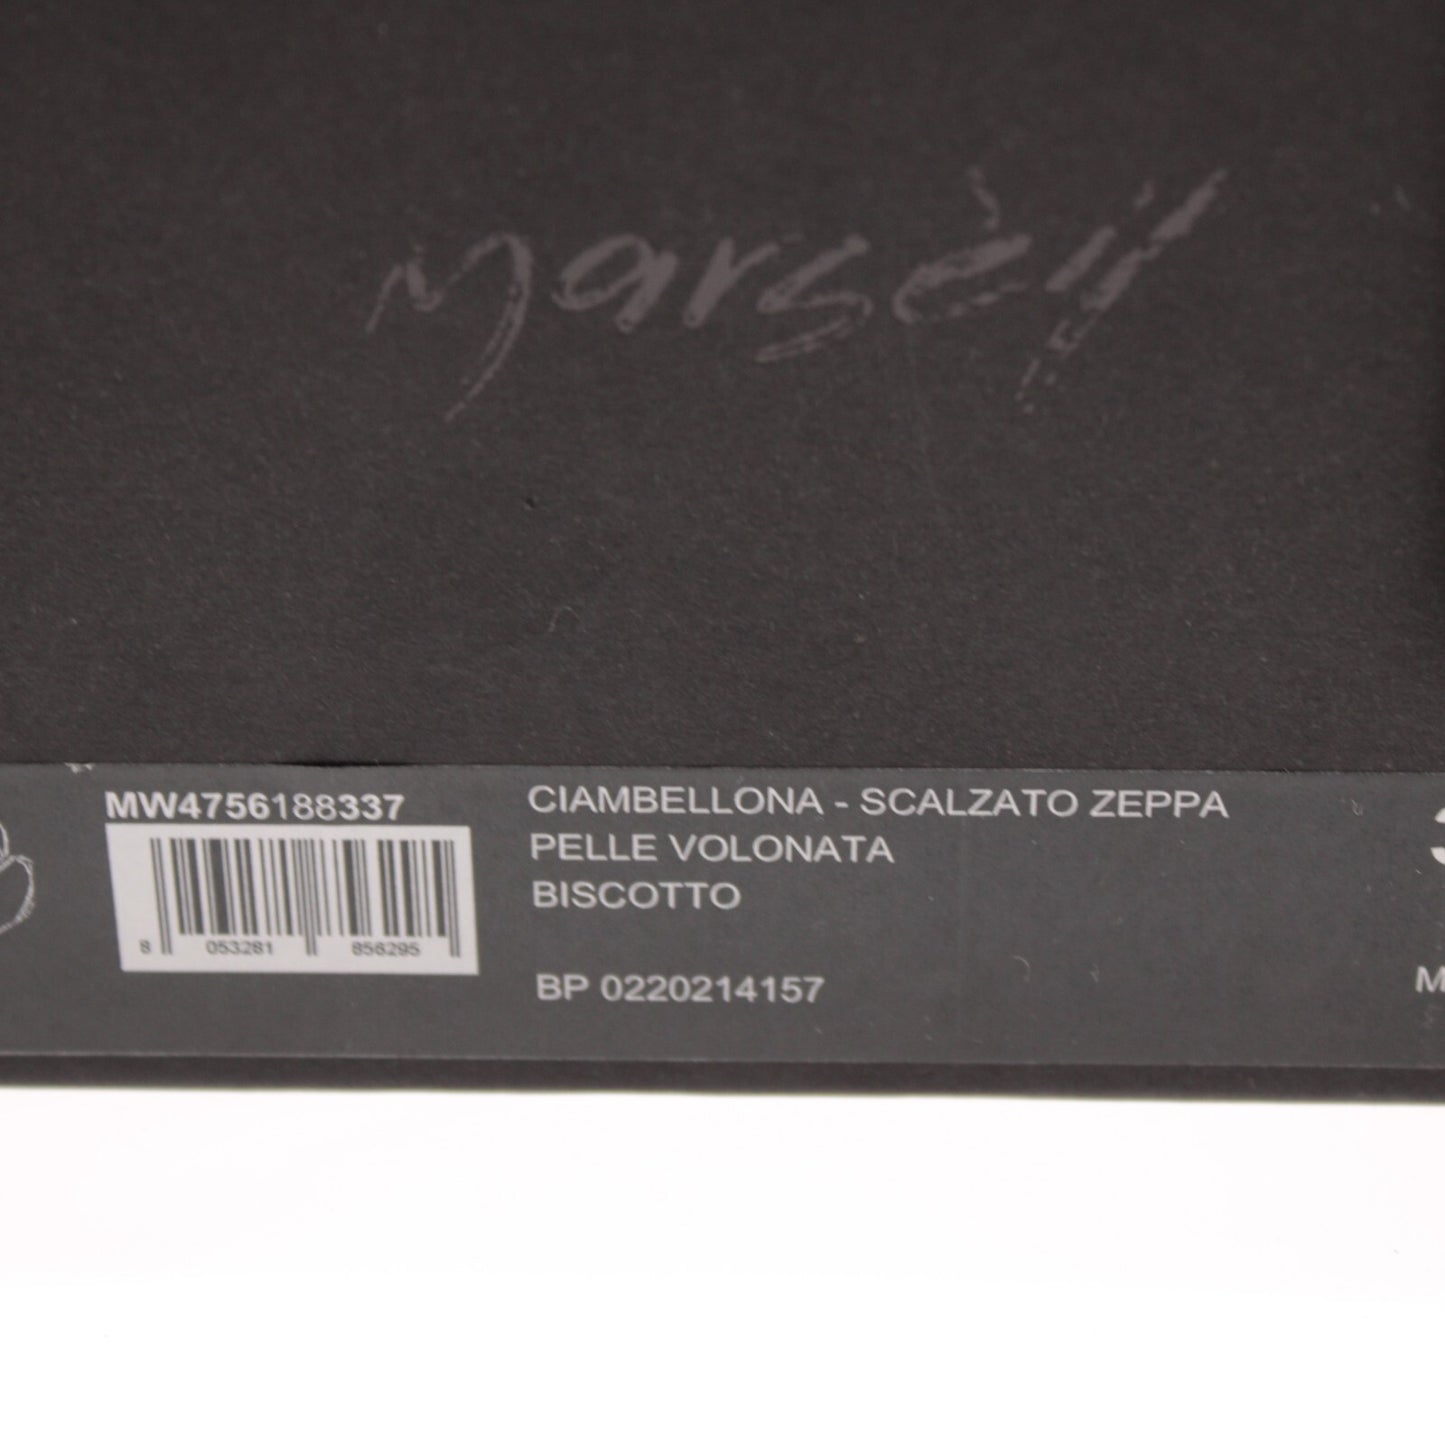 Marsèll
MW4756188337
CIAMBELLONA - SCALZATO ZEPPA
PELLE VOLONATA
BISCOTTO
8 053281 856295
BP 0220214157